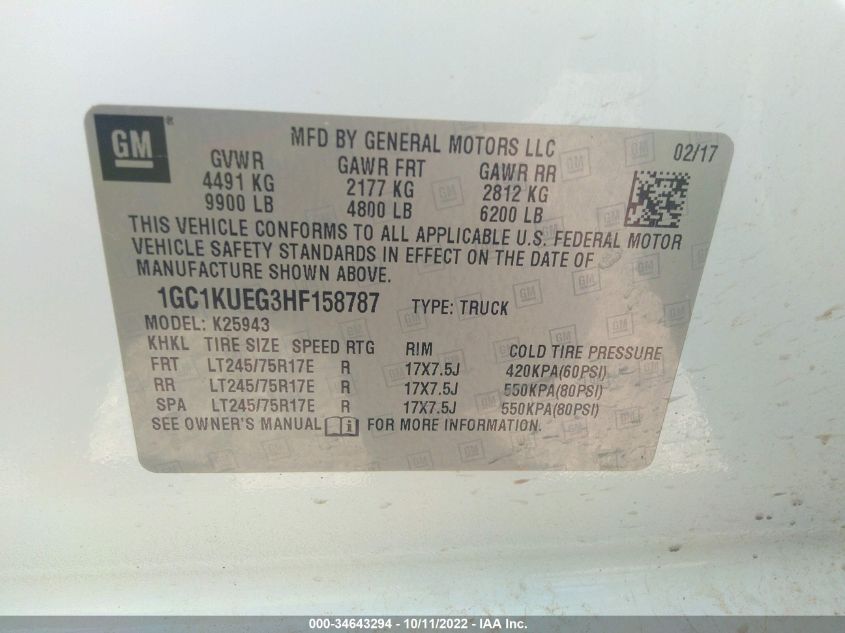 GM ® MFD BY GENERAL MOTORS LLC 02/17
GVWR GAWR FRT GAWR RR
4491 KG 2177 KG 2812 KG
9900 LB 4800 LB 6200 LB
THIS VEHICLE CONFORMS TO ALL APPLICABLE U.S. FEDERAL MOTOR
VEHICLE SAFETY STANDARDS IN EFFECT ON THE DATE OF
MANUFACTURE SHOWN ABOVE.
1GC1KUEG3HF158787 TYPE: TRUCK
MODEL: K25943
KHKL TIRE SIZE SPEED RTG RIM COLD TIRE PRESSURE
FRT LT245/75R17E R 17X7.5J 420KPA(60PSI)
RR LT245/75R17E R 17X7.5J 550KPA(80PSI)
SPA LT245/75R17E R 17X7.5J 550KPA(80PSI)
SEE OWNER'S MANUAL FOR MORE INFORMATION.
000-34643294 - 10/11/2022 - IAA Inc.